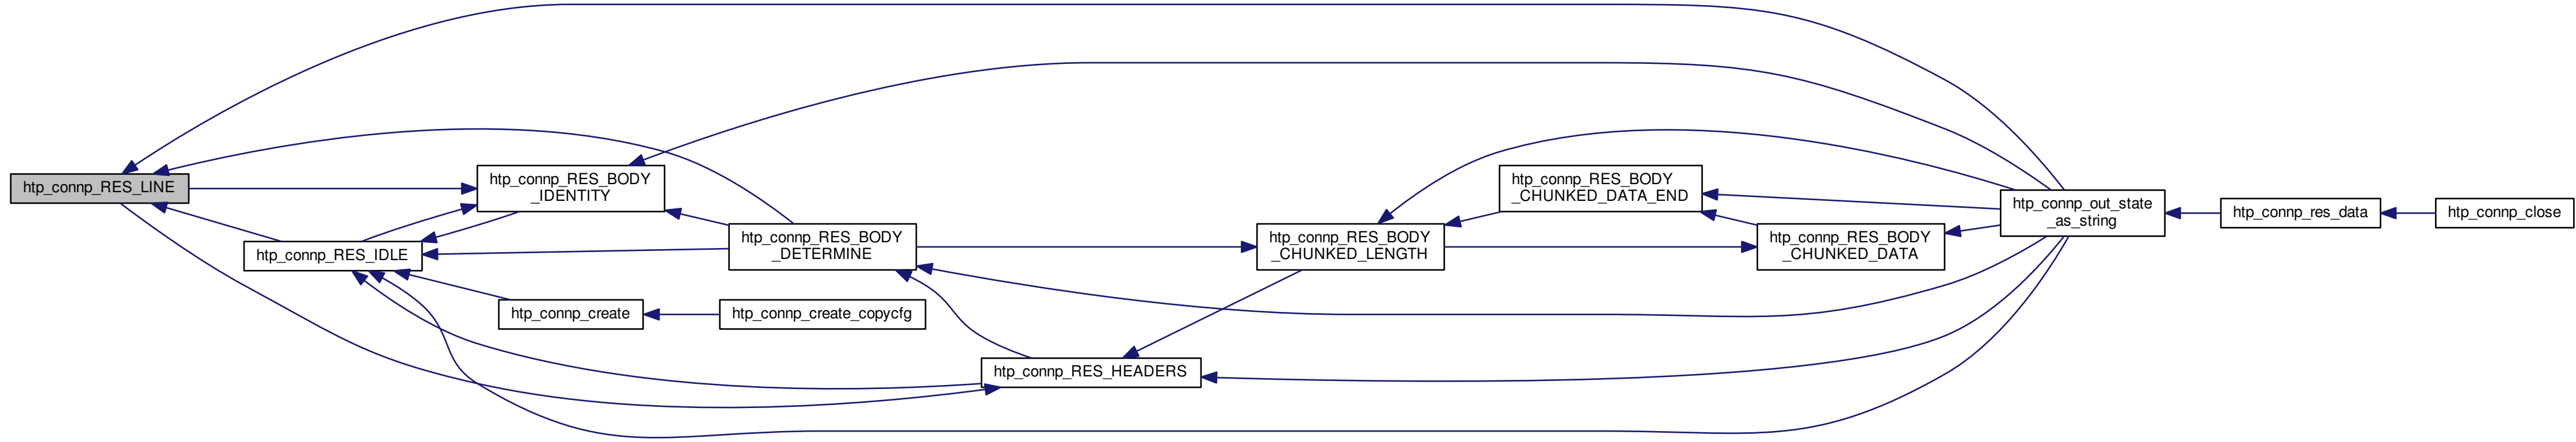 htp_connp_RES_LINE
htp_connp_RES_IDLE
htp_connp_RES_BODY
_IDENTITY
htp_connp_create
htp_connp_RES_BODY
_DETERMINE
htp_connp_create_copycfg
htp_connp_RES_HEADERS
htp_connp_RES_BODY
_CHUNKED_LENGTH
htp_connp_RES_BODY
_CHUNKED_DATA_END
htp_connp_RES_BODY
_CHUNKED_DATA
htp_connp_out_state
_as_string
htp_connp_res_data
htp_connp_close